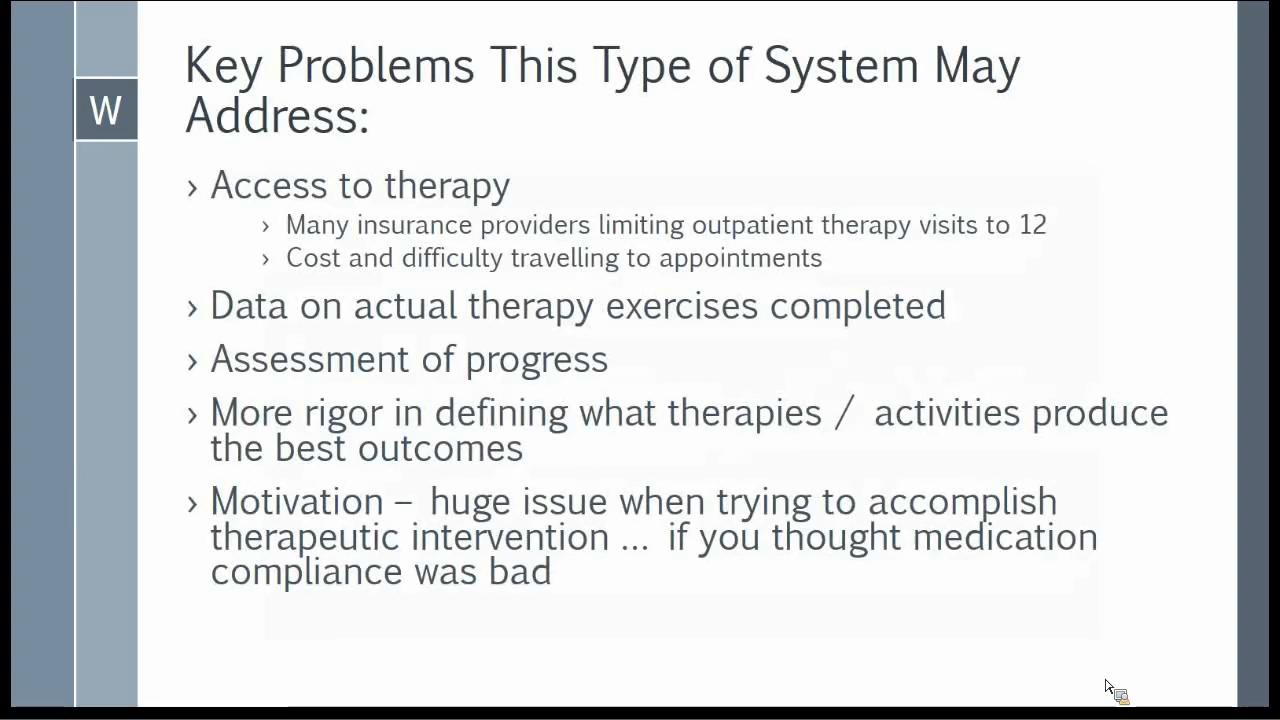 W
Key Problems This Type of System May
Address:
› Access to therapy
› Many insurance providers limiting outpatient therapy visits to 12
› Cost and difficulty travelling to appointments
› Data on actual therapy exercises completed
› Assessment of progress
› More rigor in defining what therapies / activities produce
the best outcomes
› Motivation – huge issue when trying to accomplish
therapeutic intervention ... if you thought medication
compliance was bad